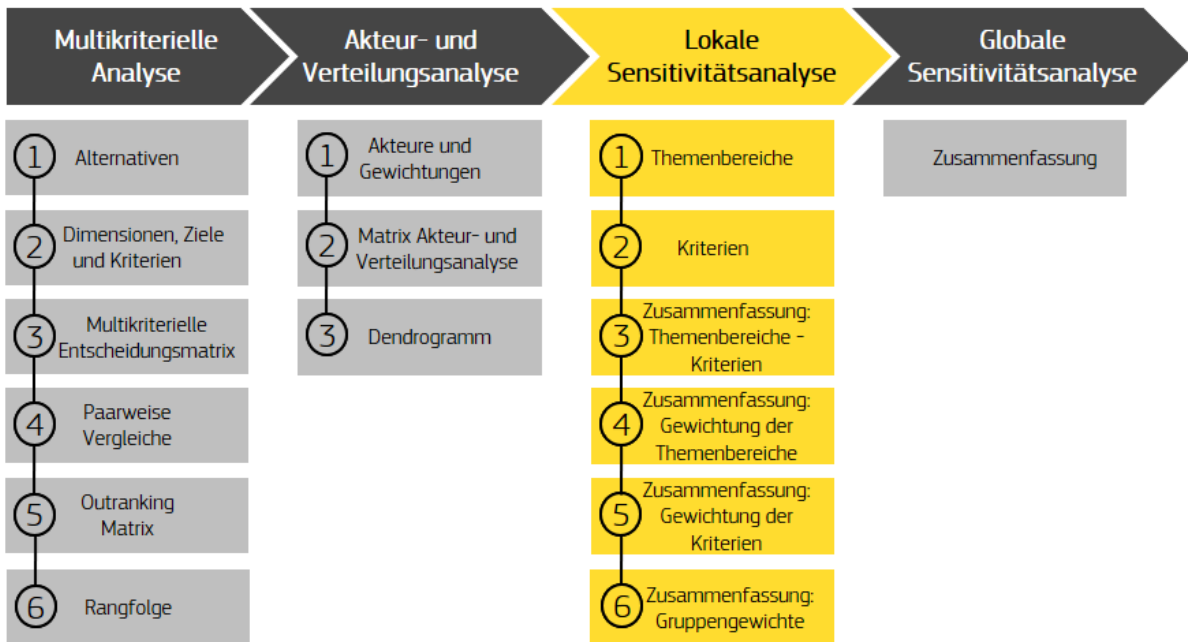 Multikriterielle
Analyse
Akteur- und
Verteilungsanalyse
Lokale
Sensitivitätsanalyse
Globale
Sensitivitätsanalyse
1
Alternativen
2
Dimensionen, Ziele
und Kriterien
3
Multikriterielle
Entscheidungsmatrix
4
Paarweise
Vergleiche
5
Outranking
Matrix
6
Rangfolge
1
Akteure und
Gewichtungen
2
Matrix Akteur- und
Verteilungsanalyse
3
Dendrogramm
1
Themenbereiche
2
Kriterien
3
Zusammenfassung:
Themenbereiche -
Kriterien
4
Zusammenfassung:
Gewichtung der
Themenbereiche
5
Zusammenfassung:
Gewichtung der
Kriterien
6
Zusammenfassung:
Gruppengewichte
Zusammenfassung